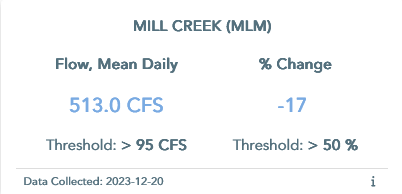 MILL CREEK (MLM)
Flow, Mean Daily
% Change
513.0 CFS
-17
Threshold: > 95 CFS
Threshold: > 50 %
Data Collected: 2023-12-20
i